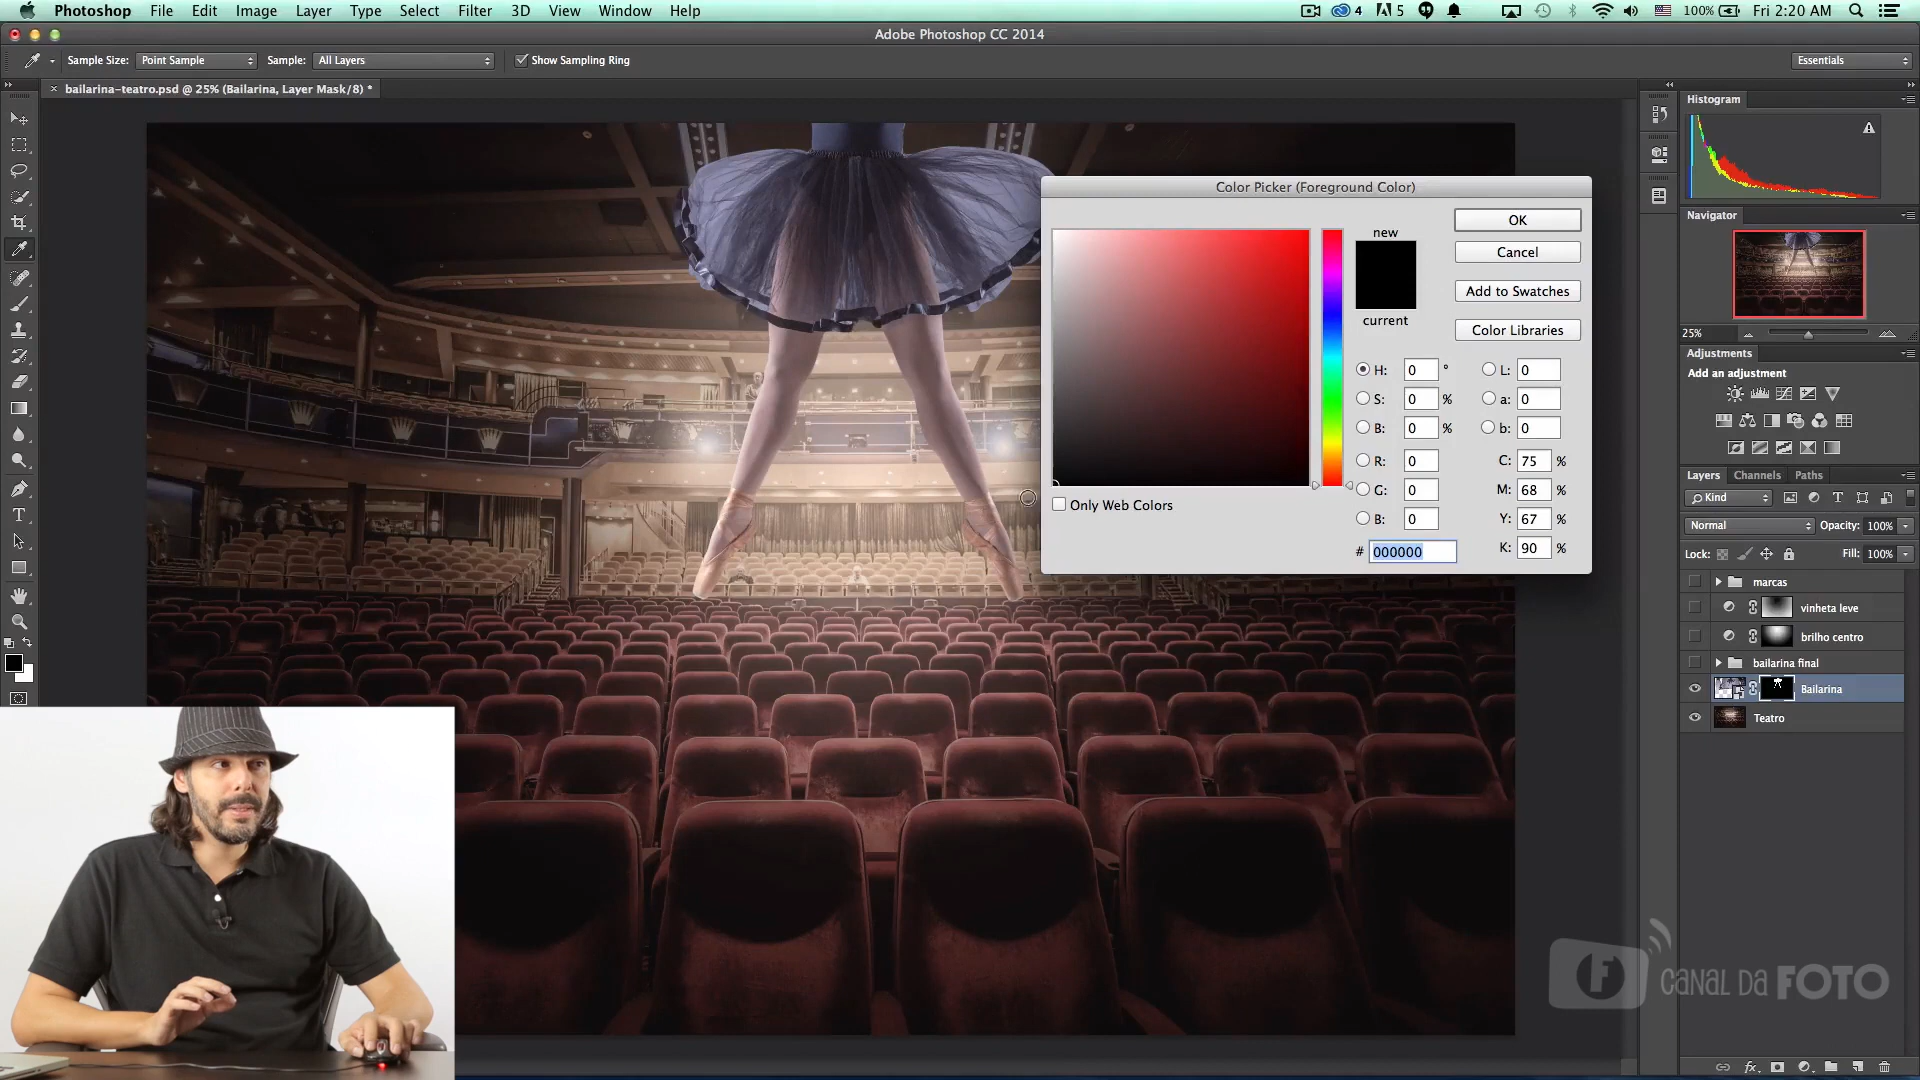 Photoshop File Edit Image Layer Type Select Filter 3D View Window Help 4 5 100% Fri 2:20 AM
Adobe Photoshop CC 2014
Sample Size: Point Sample Sample: All Layers Show Sampling Ring Essentials
× bailarina-teatro.psd @ 25% (Bailarina, Layer Mask/8) *
Histogram
Navigator
25%
Adjustments
Add an adjustment
Layers Channels Paths
Kind
Normal Opacity: 100%
Lock: Fill: 100%
marcas
vinheta leve
brilho centro
bailarina final
Bailarina
Teatro
fx
Color Picker (Foreground Color)
new
current
OK
Cancel
Add to Swatches
Color Libraries
H: 0 ° L: 0
S: 0 % a: 0
B: 0 % b: 0
R: 0 C: 75 %
G: 0 M: 68 %
B: 0 Y: 67 %
# 000000 K: 90 %
Only Web Colors
F CANAL DA FOTO